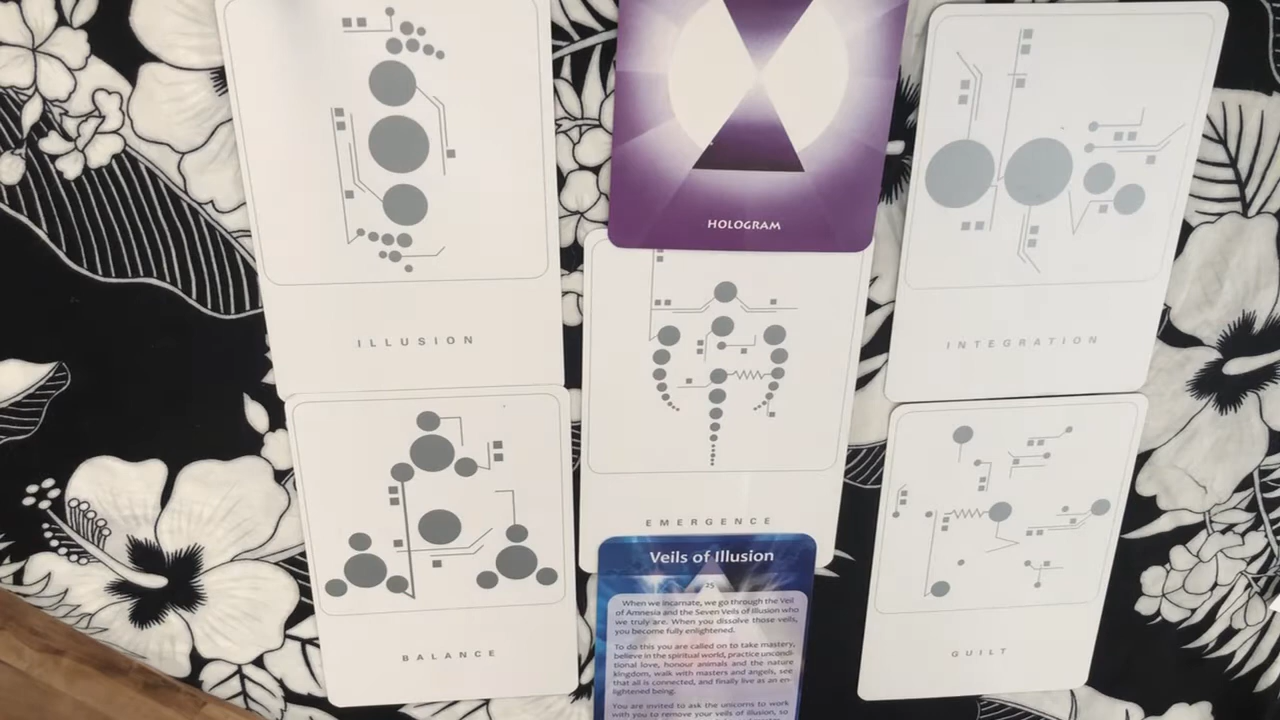 HOLOGRAM
ILLUSION
INTEGRATION
EMERGENCE
BALANCE
GUILT
Veils of Illusion
25
When we incarnate, we go through the Veil
of Amnesia and the Seven Veils of Illusion who
we truly are. When you dissolve those veils,
you become fully enlightened.
To do this you are called on to take mastery,
believe in the spiritual world, practice uncondi-
tional love, honour animals and the nature
kingdom, walk with masters and angels, see
that all is connected, and finally live as an en-
lightened being.
You are invited to ask the unicorns to work
with you to remove your veils of illusion, so